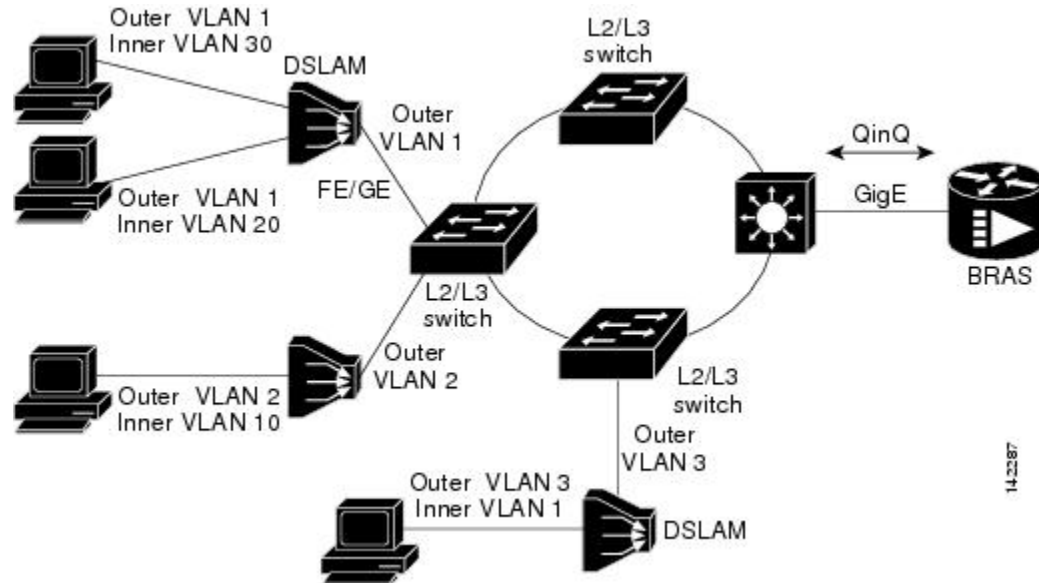 Outer VLAN 1
Inner VLAN 30
DSLAM
Outer
VLAN 1
L2/L3
switch
QinQ
GigE
BRAS
Outer VLAN 1
Inner VLAN 20
FE/GE
L2/L3
switch
Outer VLAN 2
Inner VLAN 10
Outer
VLAN 2
L2/L3
switch
Outer
VLAN 3
Outer VLAN 3
Inner VLAN 1
DSLAM
142287